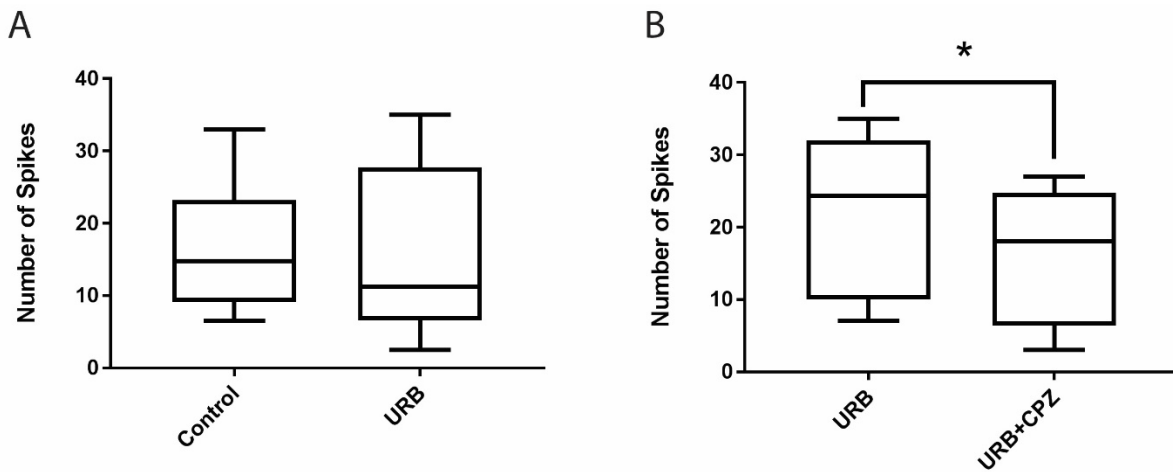 A
Number of Spikes
40
30
20
10
0
Control
URB
B
*
Number of Spikes
40
30
20
10
0
URB
URB+CPZ